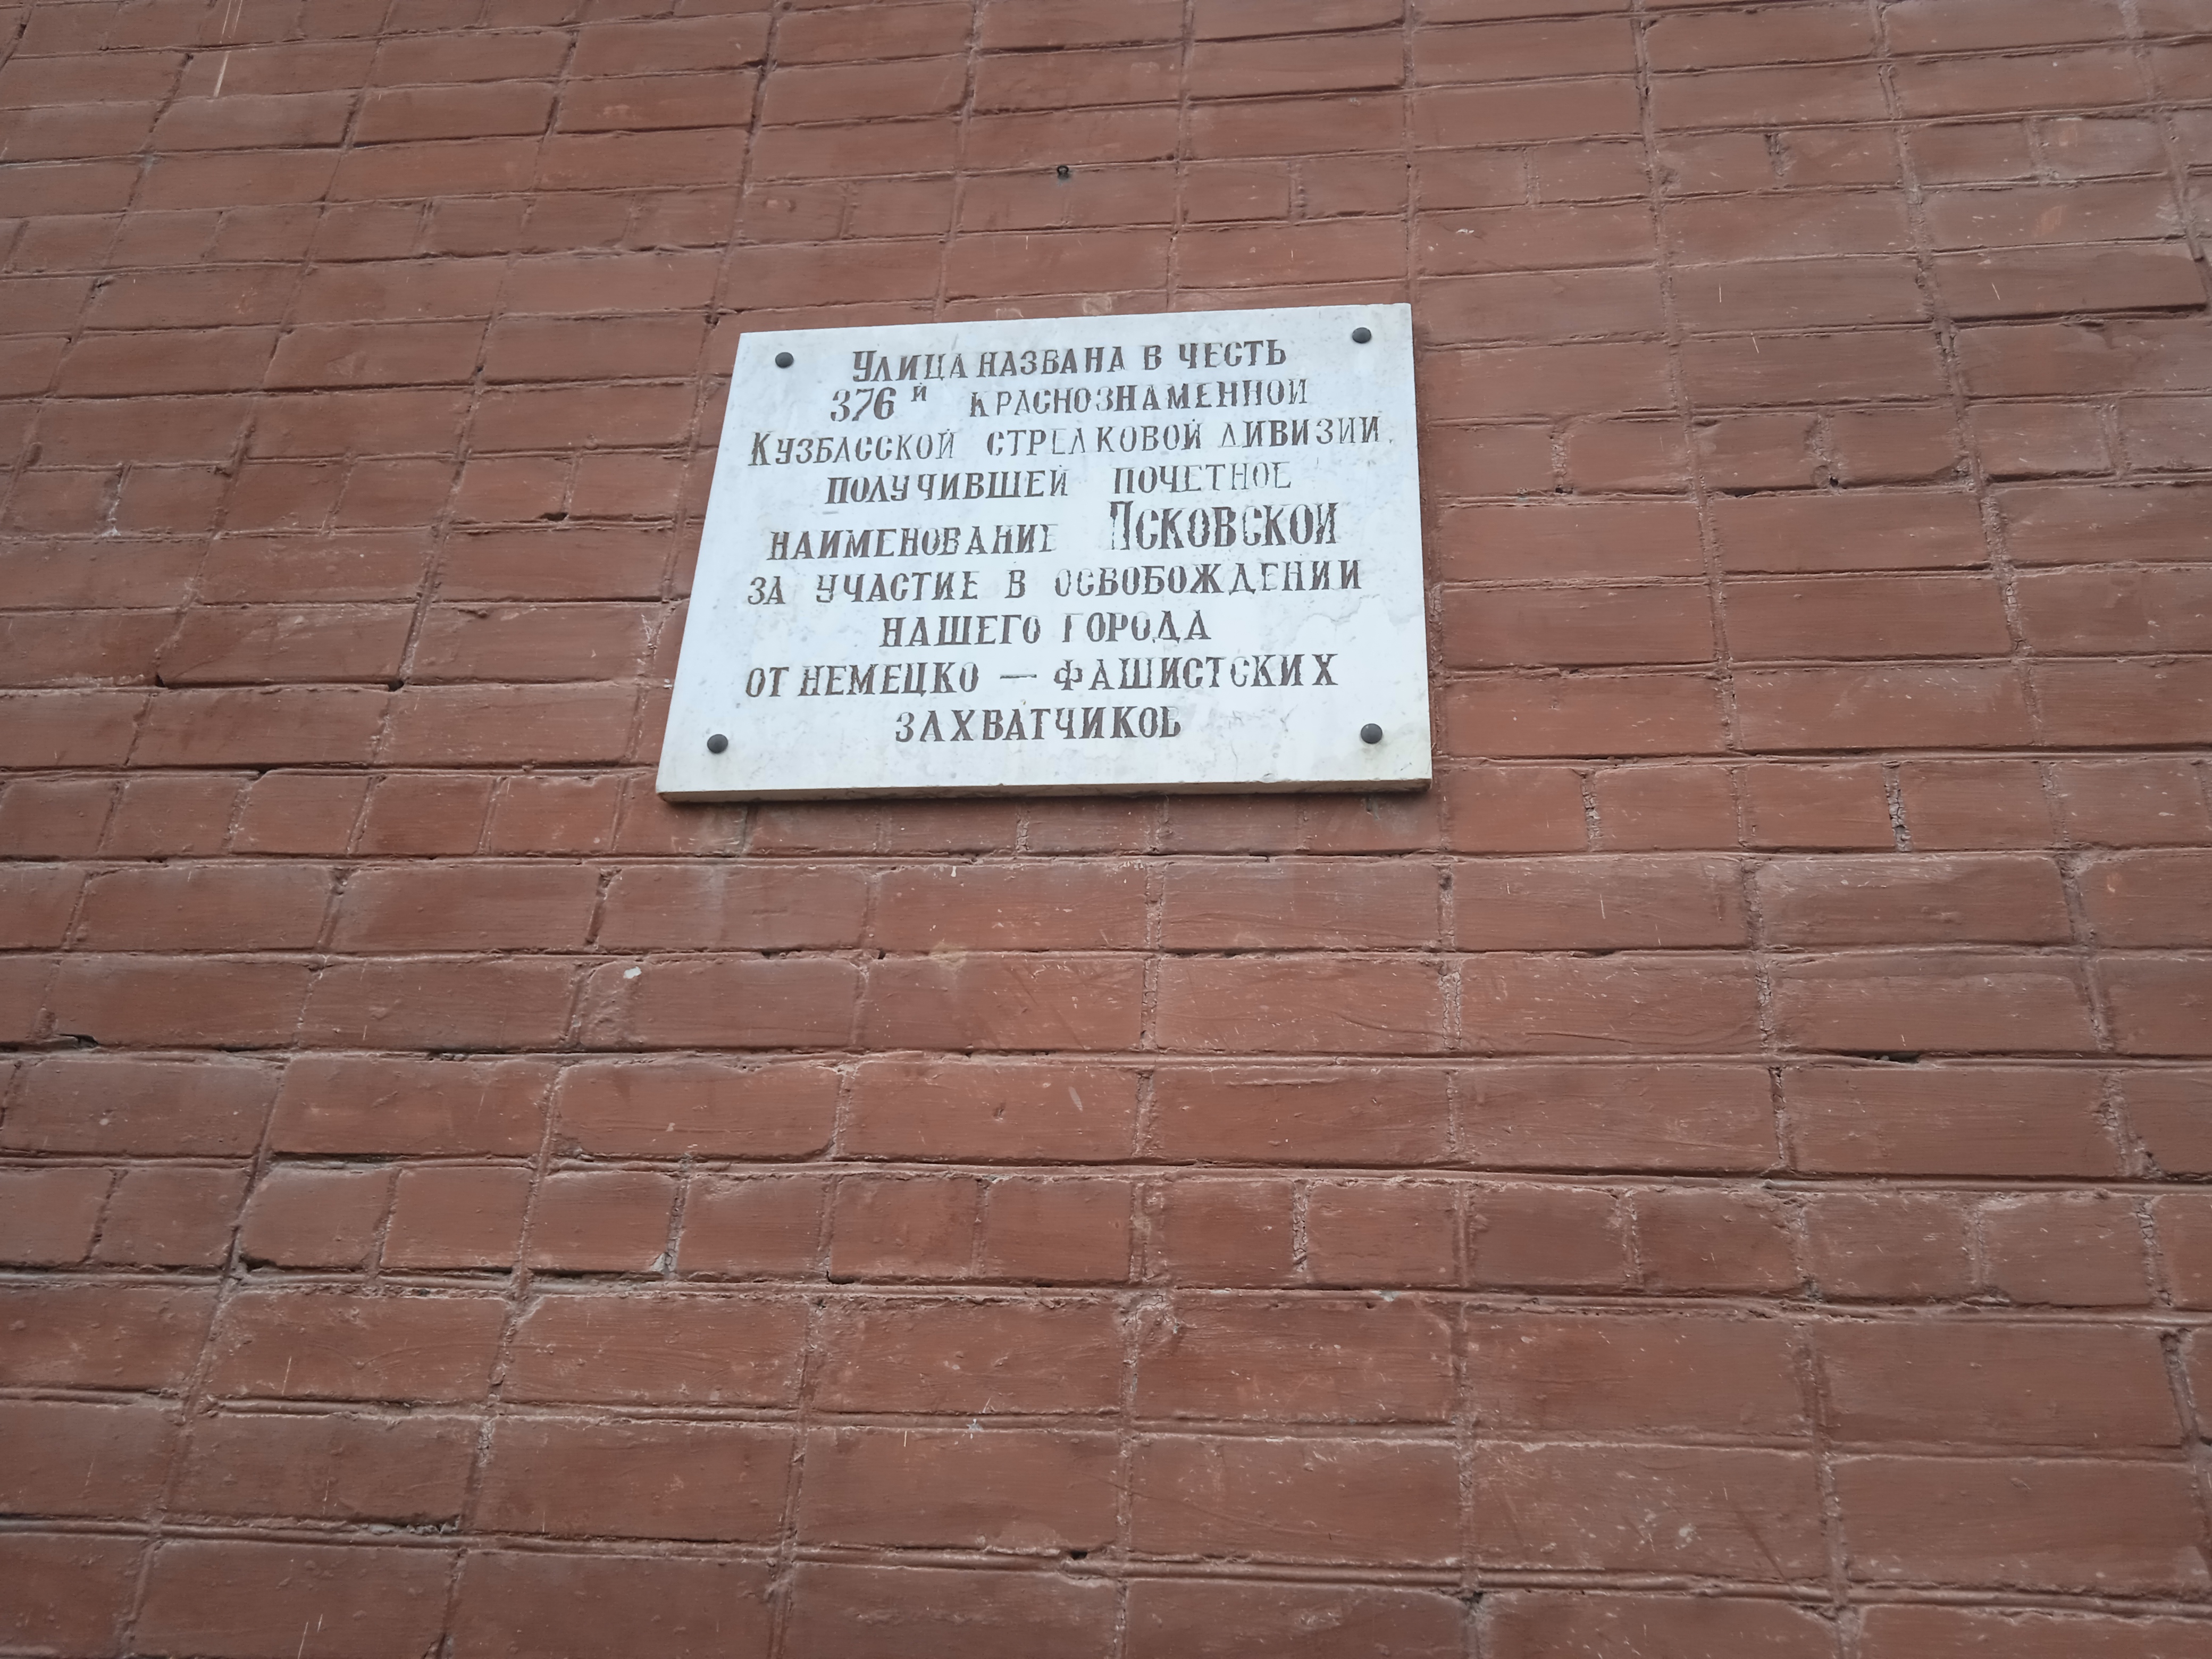 Улица названа в честь
376й Краснознаменной
Кузбасской стрелковой дивизии,
получившей почетное
наименование Псковской
за участие в освобождении
нашего города
от немецко — фашистских
захватчиков